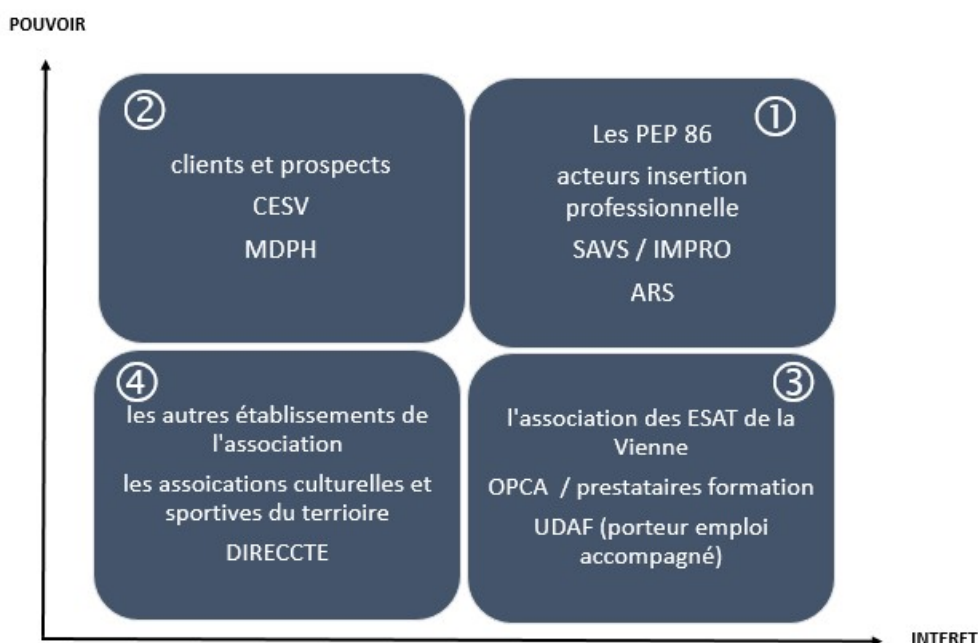 POUVOIR
②
clients et prospects
CESV
MDPH
①
Les PEP 86
acteurs insertion
professionnelle
SAVS / IMPRO
ARS
④
les autres établissements de
l'association
les assoications culturelles et
sportives du terrioire
DIRECCTE
③
l'association des ESAT de la
Vienne
OPCA / prestataires formation
UDAF (porteur emploi
accompagné)
INTERET